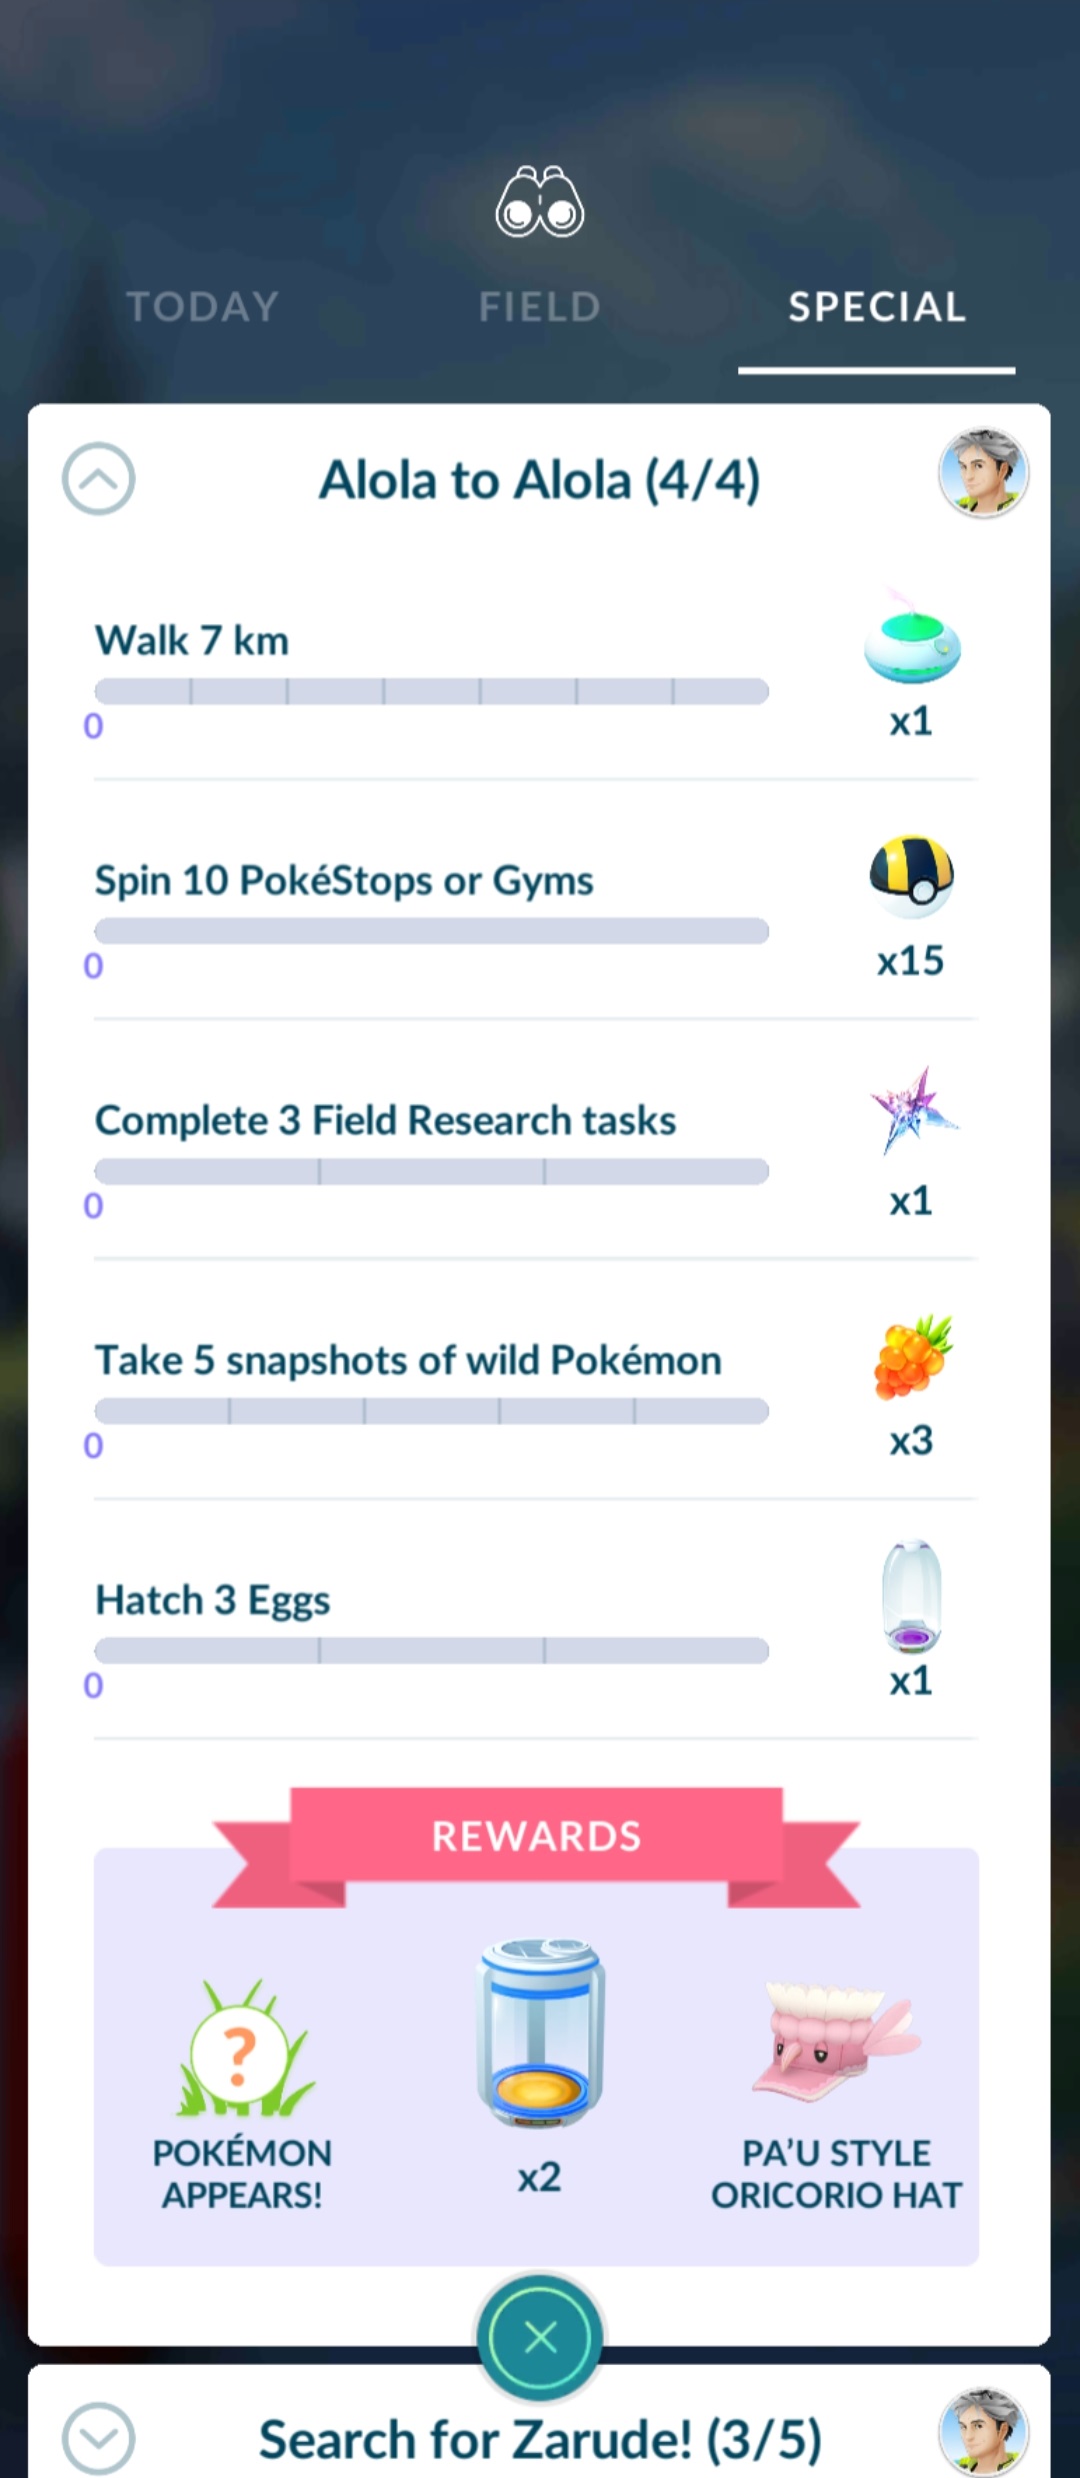 TODAY
FIELD
SPECIAL
Alola to Alola (4/4)
Walk 7 km
0
x1
Spin 10 PokéStops or Gyms
0
x15
Complete 3 Field Research tasks
0
x1
Take 5 snapshots of wild Pokémon
0
x3
Hatch 3 Eggs
0
x1
REWARDS
?
POKÉMON
APPEARS!
x2
PA'U STYLE
ORICORIO HAT
Search for Zarude! (3/5)